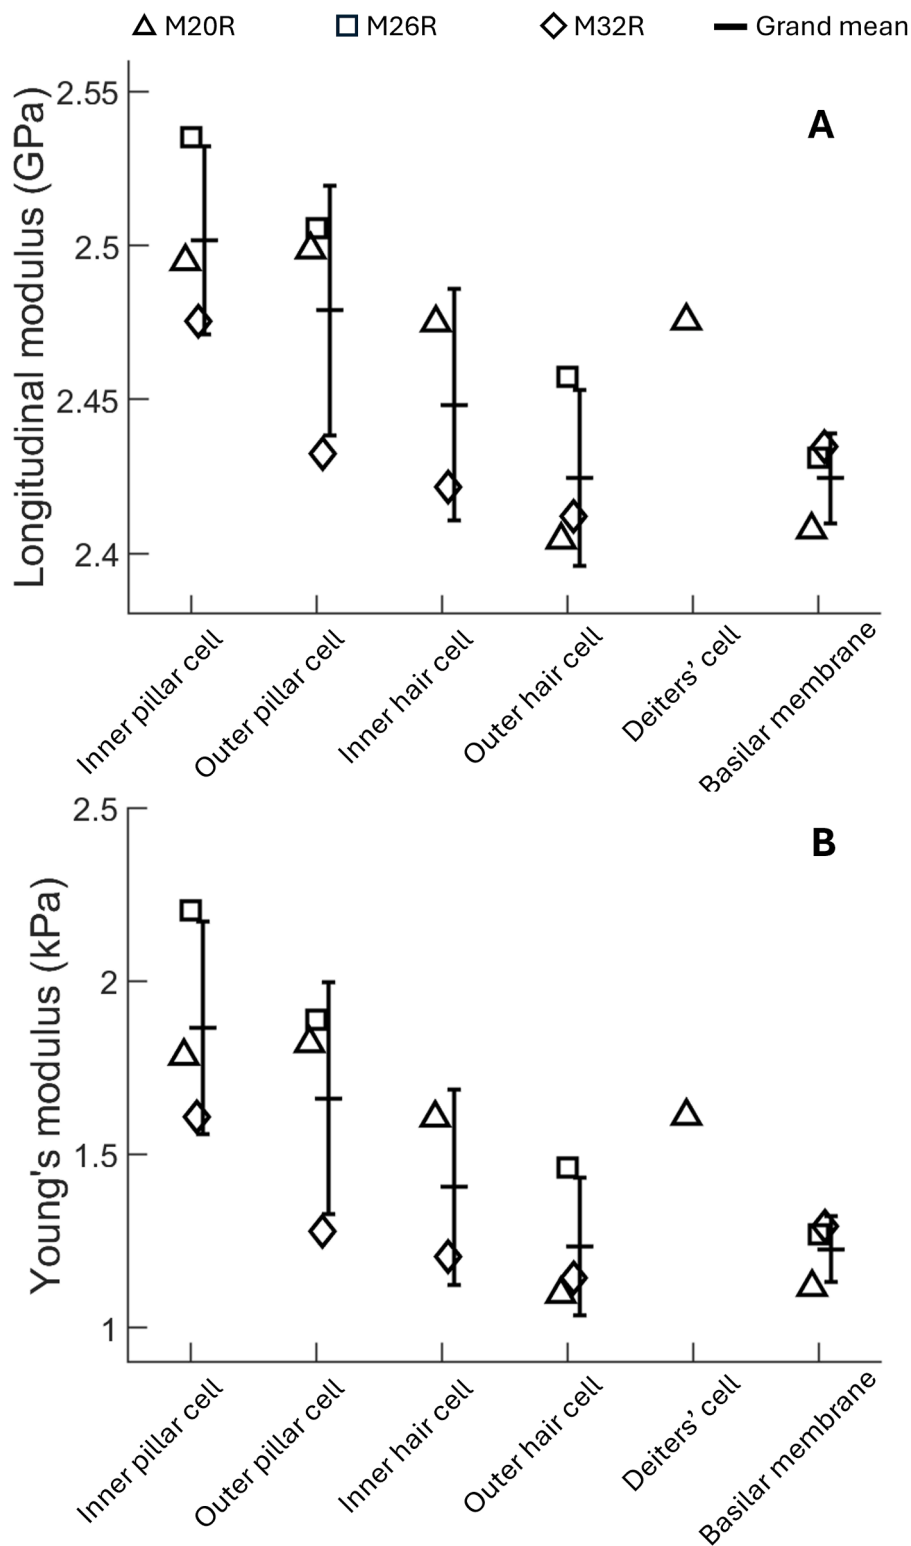 M20R M26R M32R Grand mean
A
Longitudinal modulus (GPa)
2.55
2.5
2.45
2.4
Inner pillar cell
Outer pillar cell
Inner hair cell
Outer hair cell
Deiters’ cell
Basilar membrane
B
Young's modulus (kPa)
2.5
2
1.5
1
Inner pillar cell
Outer pillar cell
Inner hair cell
Outer hair cell
Deiters’ cell
Basilar membrane